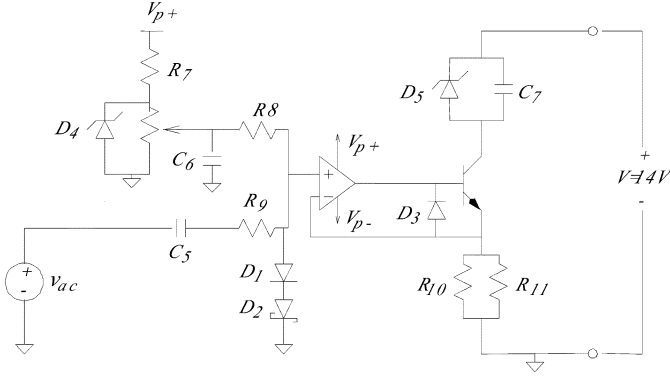 Vp+
R7
D4
C6
R8
R9
C5
+
-
vac
D1
D2
+
−
Vp+
Vp-
D3
D5
C7
R10
R11
+
V=14V
-